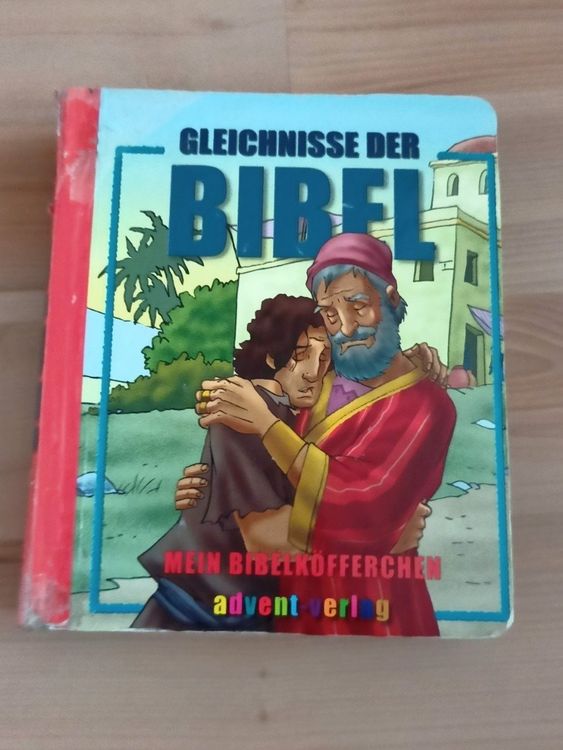 GLEICHNISSE DER
BIBEL
MEIN BIBELKÖFFERCHEN
advent-verlag